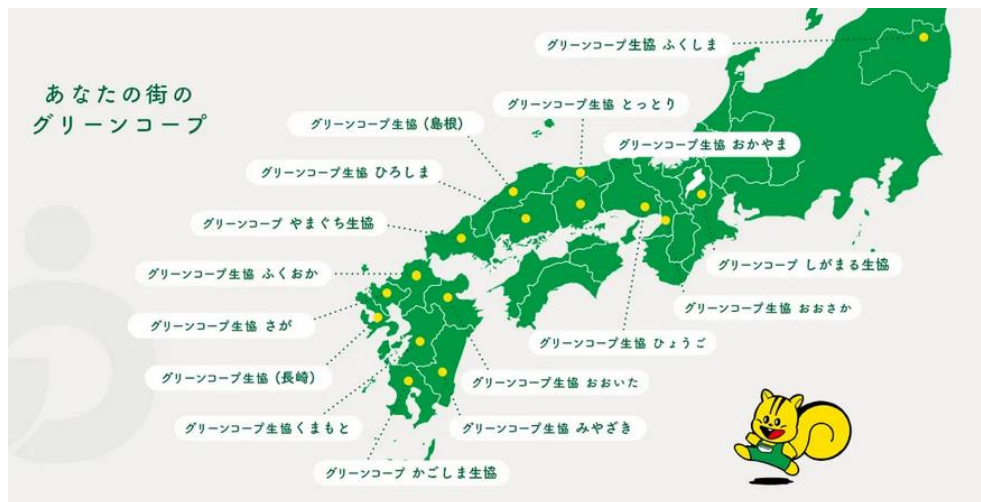 あなたの街の
グリーンコープ
グリーンコープ生協 ふくしま
グリーンコープ生協 とっとり
グリーンコープ生協 (島根)
グリーンコープ生協 おかやま
グリーンコープ生協 ひろしま
グリーンコープ やまぐち生協
グリーンコープ生協 ふくおか
グリーンコープ しがまる生協
グリーンコープ生協 おおさか
グリーンコープ生協 さが
グリーンコープ生協 ひょうご
グリーンコープ生協 (長崎)
グリーンコープ生協 おおいた
グリーンコープ生協くまもと
グリーンコープ生協 みやざき
グリーンコープ かごしま生協